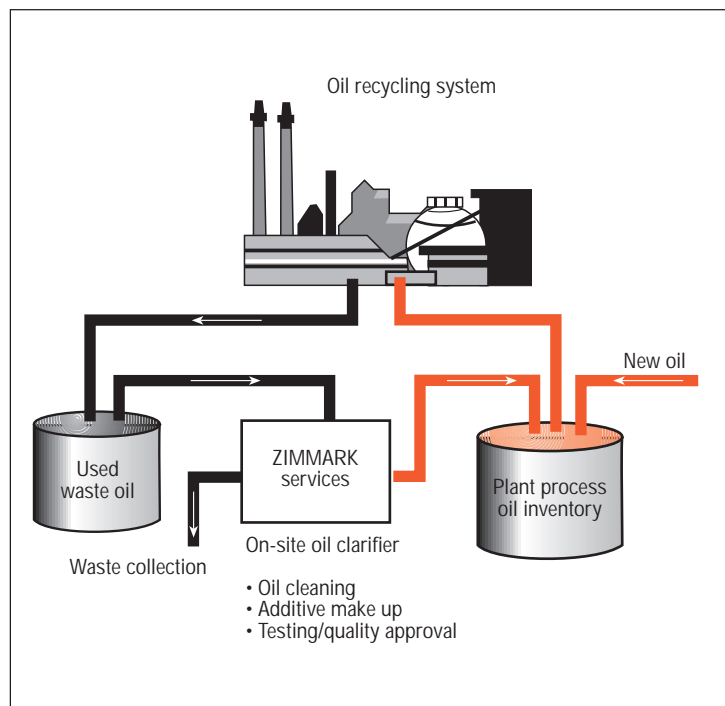 Oil recycling system
New oil
Used
waste oil
ZIMMARK
services
Plant process
oil inventory
Waste collection
On-site oil clarifier
• Oil cleaning
• Additive make up
• Testing/quality approval